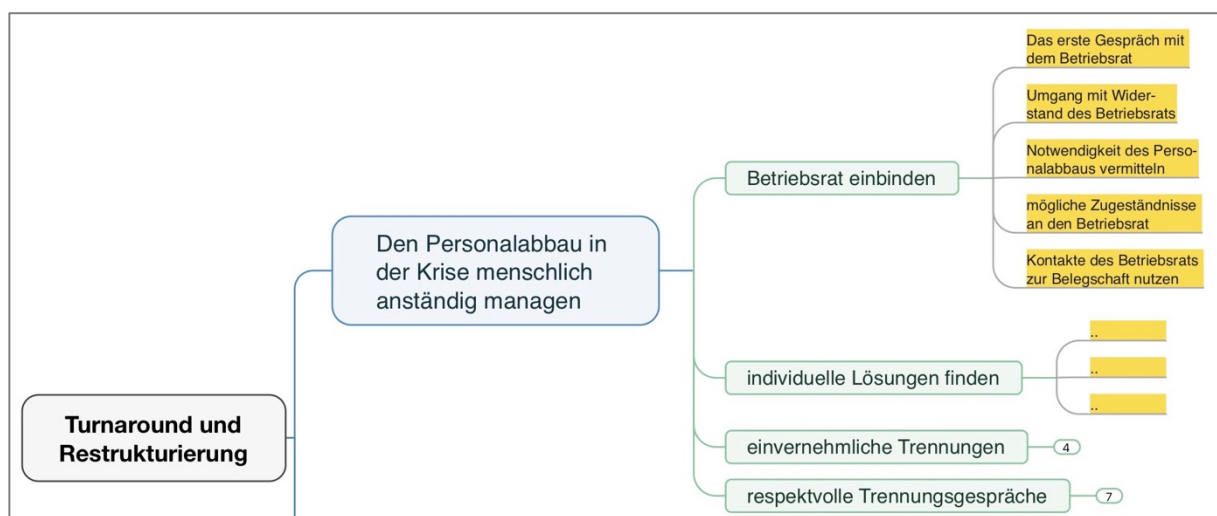 Das erste Gespräch mit
dem Betriebsrat
Umgang mit Wider-
stand des Betriebsrats
Notwendigkeit des Perso-
nalabbaus vermitteln
mögliche Zugeständnisse
an den Betriebsrat
Kontakte des Betriebsrats
zur Belegschaft nutzen
Betriebsrat einbinden
Den Personalabbau in
der Krise menschlich
anständig managen
..
..
..
individuelle Lösungen finden
Turnaround und
Restrukturierung
einvernehmliche Trennungen
4
respektvolle Trennungsgespräche
7